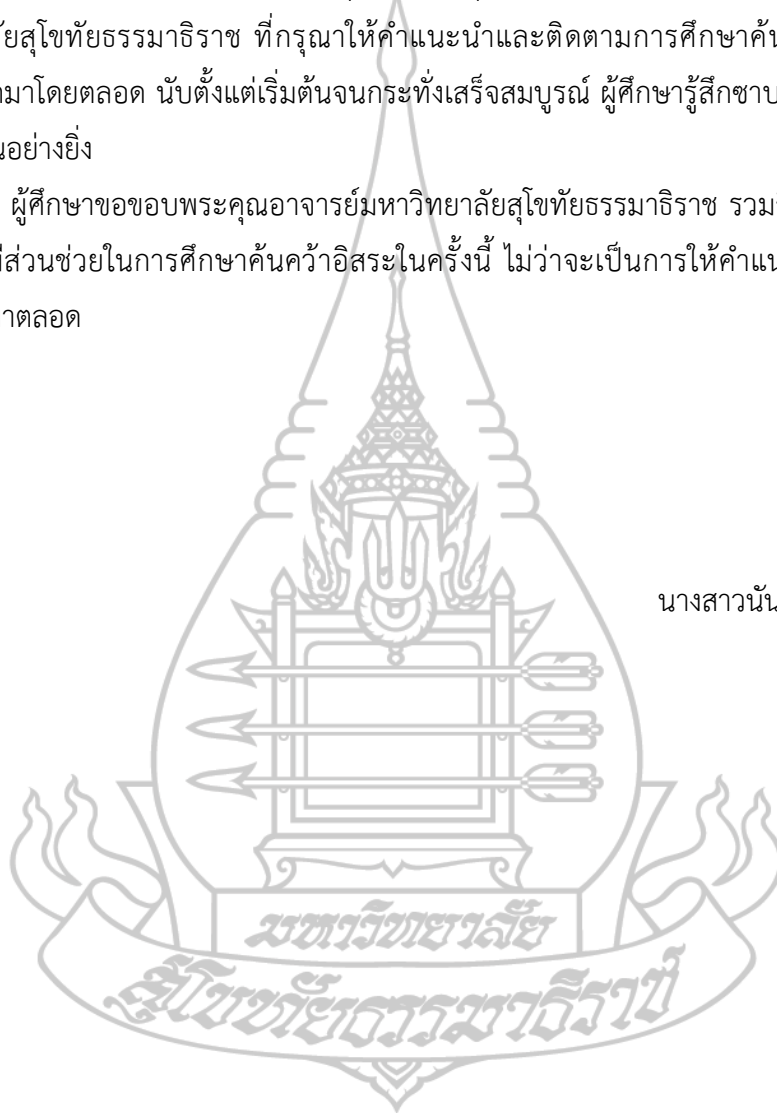 ยสุโขทัยธรรมาธิราช ที่กรุณาให้คำแนะนำและติดตามการศึกษาค้น
มาโดยตลอด นับตั้งแต่เริ่มต้นจนกระทั่งเสร็จสมบูรณ์ ผู้ศึกษารู้สึกซาบ
อย่างยิ่ง
ผู้ศึกษาขอขอบพระคุณอาจารย์มหาวิทยาลัยสุโขทัยธรรมาธิราช รวม
ส่วนช่วยในการศึกษาค้นคว้าอิสระในครั้งนี้ ไม่ว่าจะเป็นการให้คำแน
าตลอด
นางสาวนัน
มหาวิทยาลัย
สุโขทัยธรรมาธิราช